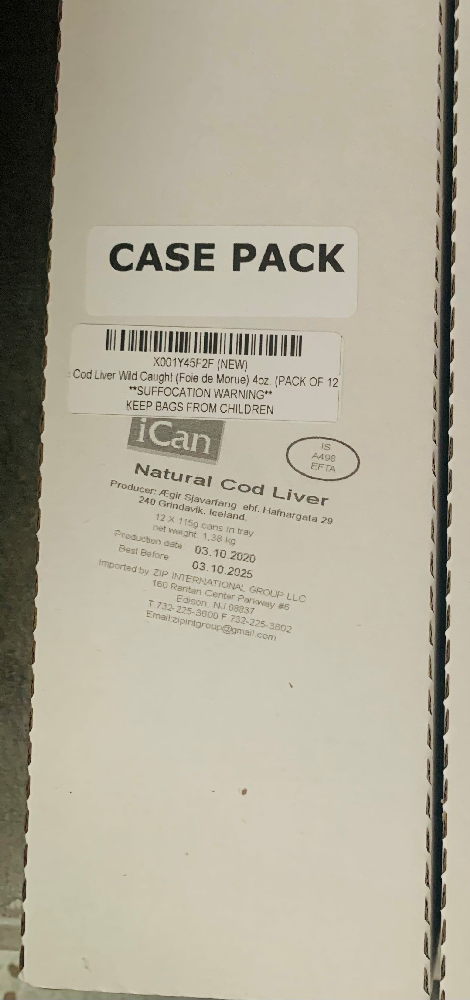 CASE PACK
X001Y45F2F (NEW)
Cod Liver Wild Caught (Foie de Morue) 4oz. (PACK OF 12
**SUFFOCATION WARNING**
KEEP BAGS FROM CHILDREN
iCan
IS
A498
EFTA
Natural Cod Liver
Producer: Ægir Sjavarfang ehf. Hafnargata 29
240 Grindavik, Iceland.
12 X 115g cans in tray
net weight: 1,38 kg
Production date 03.10.2020
Best Before 03.10.2025
Imported by: ZIP INTERNATIONAL GROUP LLC
160 Raritan Center Parkway #6
Edison, NJ 08837
T 732-225-3600 F 732-225-3602
Email:zipintgroup@gmail.com